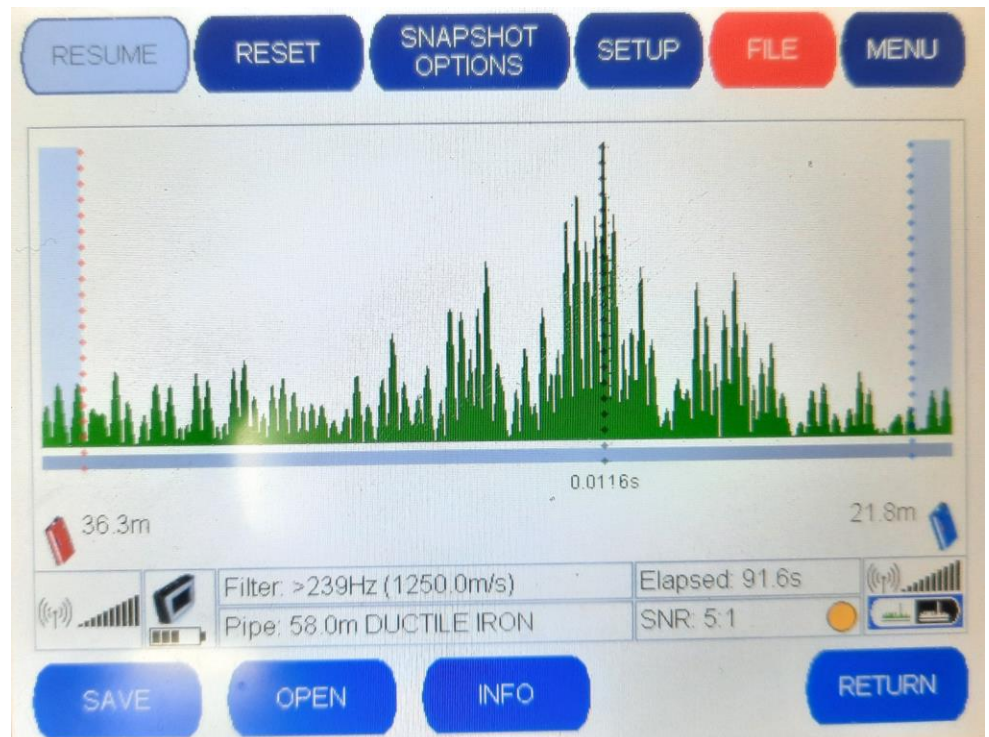 RESUME
RESET
SNAPSHOT
OPTIONS
SETUP
FILE
MENU
0.0116s
36.3m
21.8m
Filter: >239Hz (1250.0m/s)
Elapsed: 91.6s
Pipe: 58.0m DUCTILE IRON
SNR: 5:1
SAVE
OPEN
INFO
RETURN